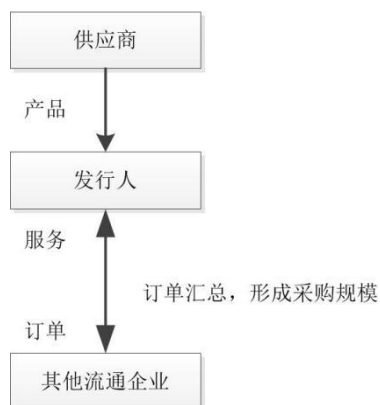 供应商
产品
发行人
服务
订单汇总，形成采购规模
订单
其他流通企业